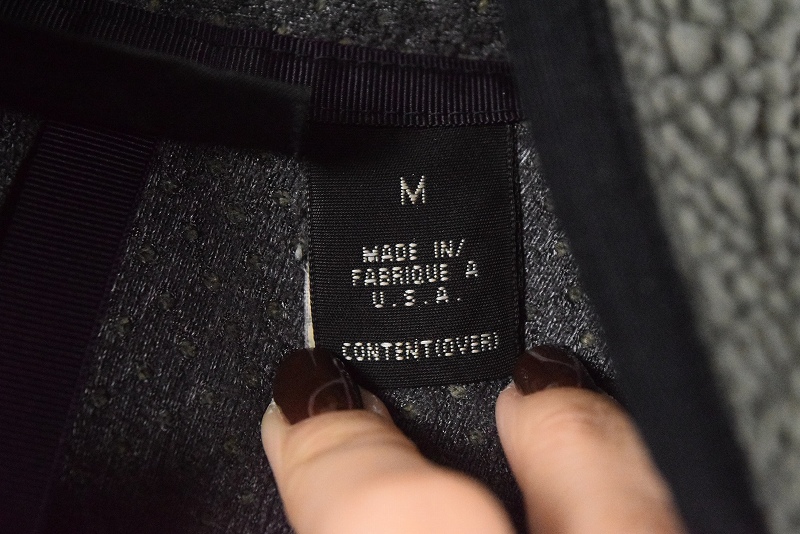 M
MADE IN/
FABRIQUE A
U.S.A.
CONTENT(OVER)